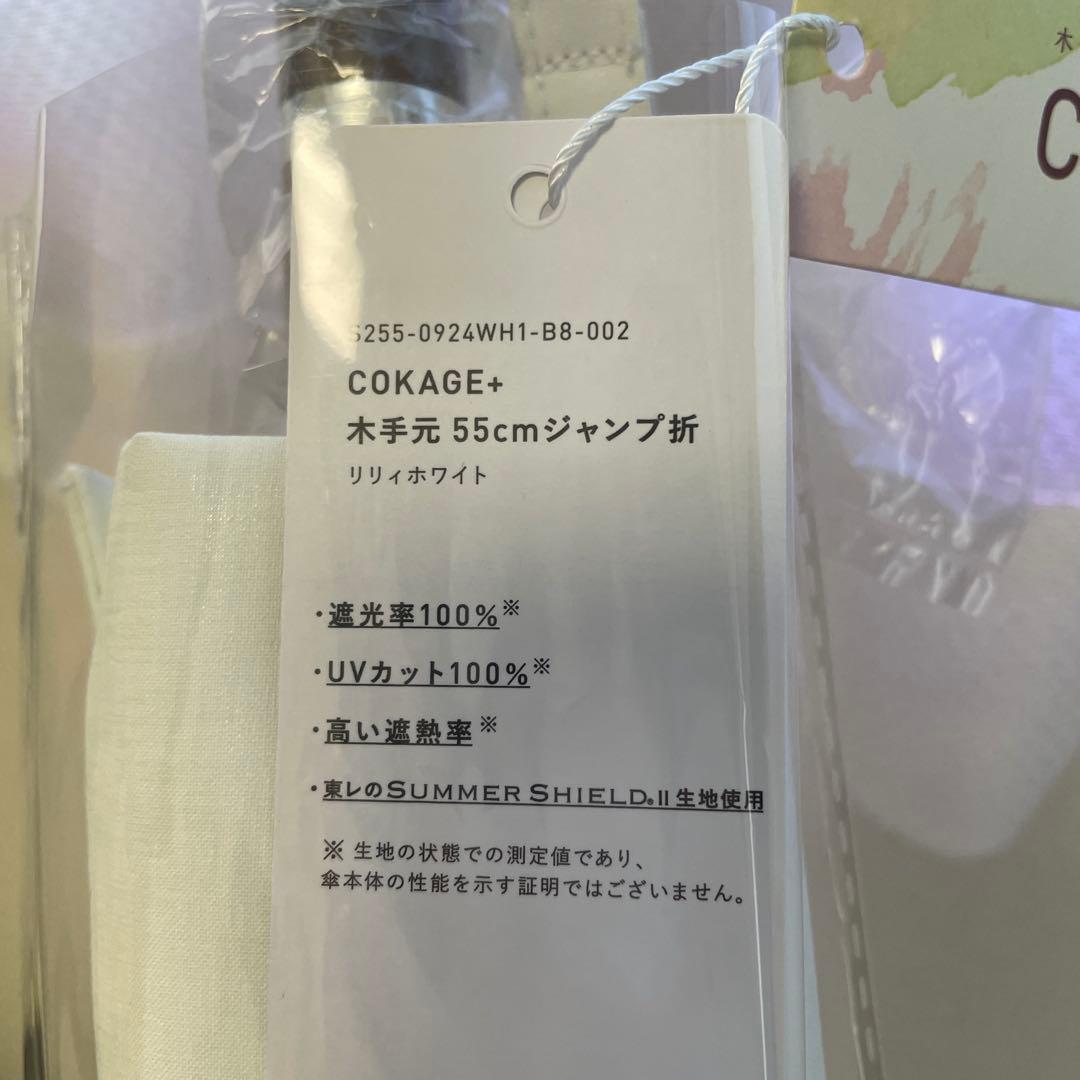 S255-0924WH1-B8-002
COKAGE+
木手元 55cmジャンプ折
リリィホワイト
・遮光率100%※
・UVカット100%※
・高い遮熱率※
・東レのSUMMER SHIELD®II生地使用
※ 生地の状態での測定値であり、
傘本体の性能を示す証明ではございません。
木
C